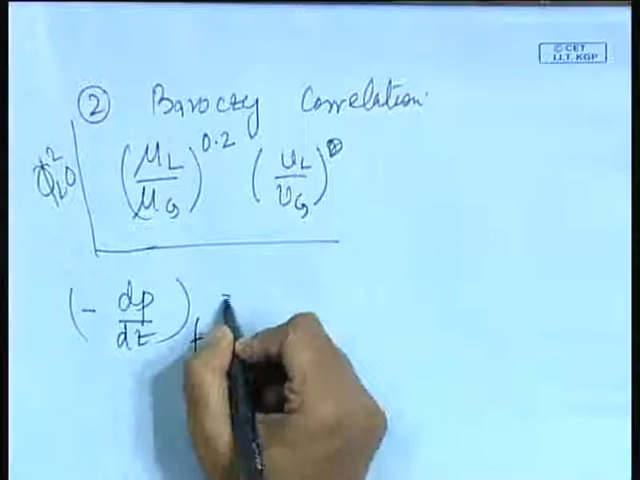 © CET
I.I.T. KGP
② Baroczy Correlation
ϕ²LO (μL/μG)^0.2 (υL/υG)
(- dp/dz)f =